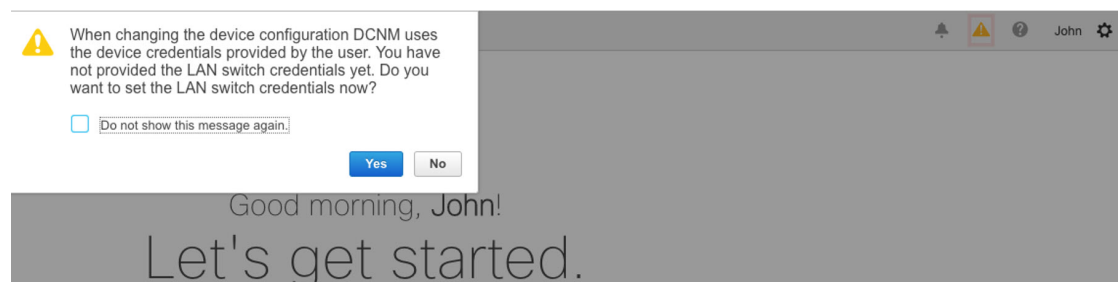 When changing the device configuration DCNM uses
the device credentials provided by the user. You have
not provided the LAN switch credentials yet. Do you
want to set the LAN switch credentials now?
Do not show this message again.
Yes No
John
Good morning, John!
Let's get started.